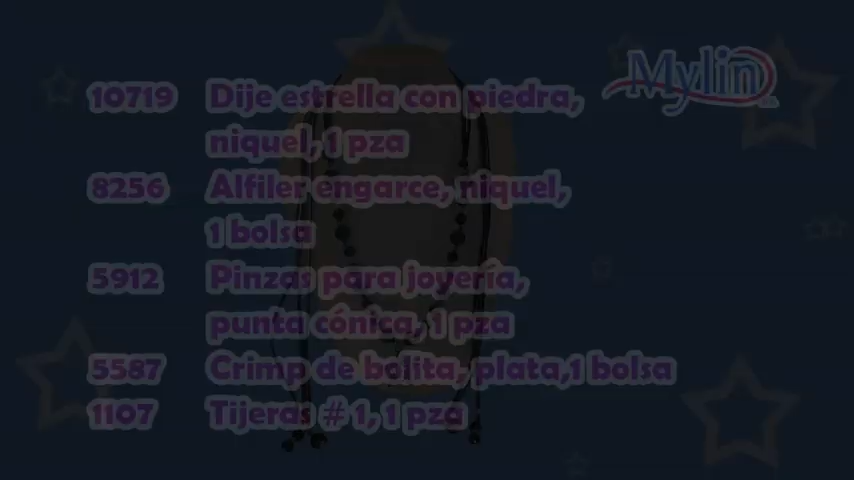 Mylin
10719 Dije estrella con piedra,
niquel, 1 pza
8256 Alfiler engarce, niquel,
1 bolsa
5912 Pinzas para joyería,
punta cónica, 1 pza
5587 Crimp de bolita, plata,1 bolsa
1107 Tijeras # 1, 1 pza